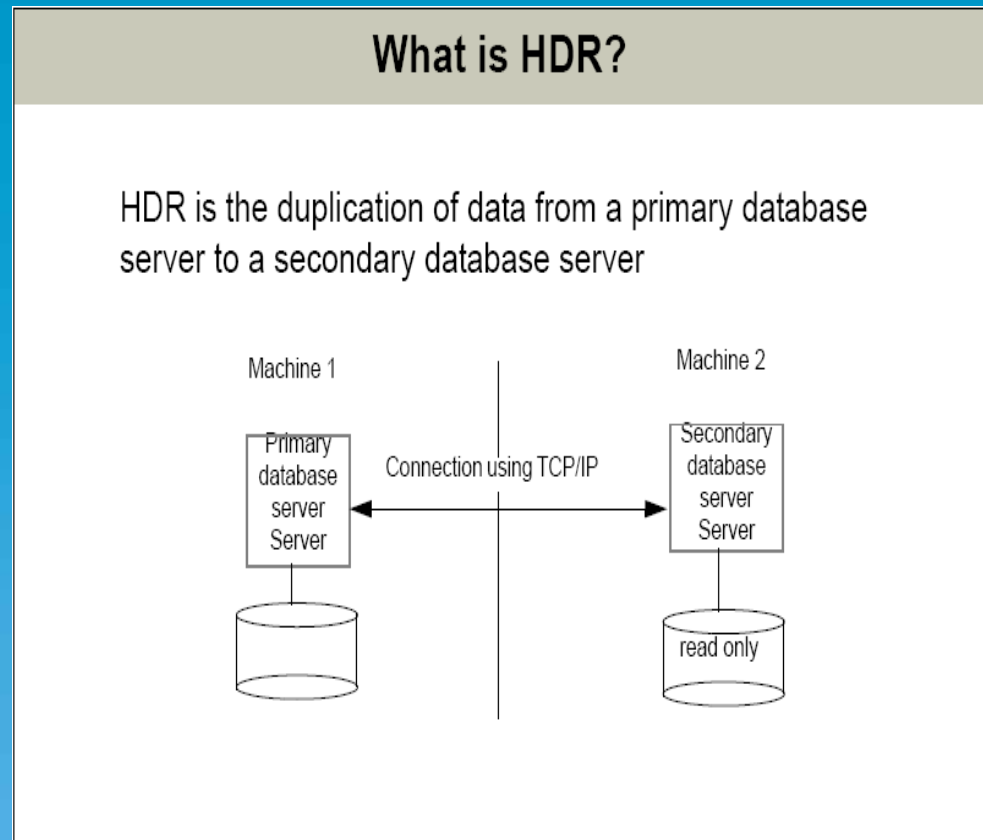 What is HDR?
HDR is the duplication of data from a primary database
server to a secondary database server
Machine 1
Machine 2
Primary
database
server
Server
Connection using TCP/IP
Secondary
database
server
Server
read only